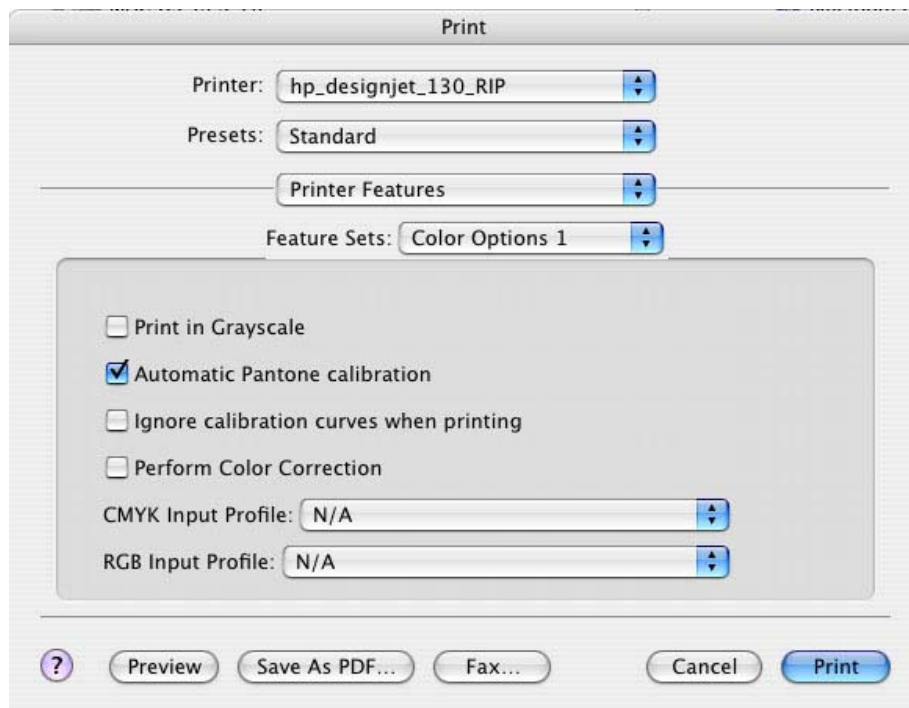 Print
Printer: hp_designjet_130_RIP
Presets: Standard
Printer Features
Feature Sets: Color Options 1
Print in Grayscale
Automatic Pantone calibration
Ignore calibration curves when printing
Perform Color Correction
CMYK Input Profile: N/A
RGB Input Profile: N/A
? Preview Save As PDF... Fax... Cancel Print